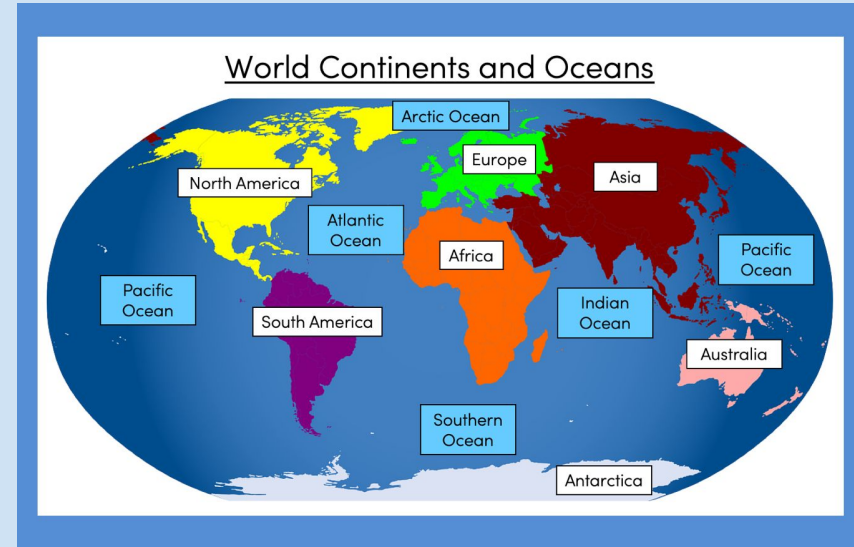 World Continents and Oceans
Arctic Ocean
Europe
North America
Asia
Atlantic
Ocean
Africa
Pacific
Ocean
Pacific
Ocean
Indian
Ocean
South America
Australia
Southern
Ocean
Antarctica